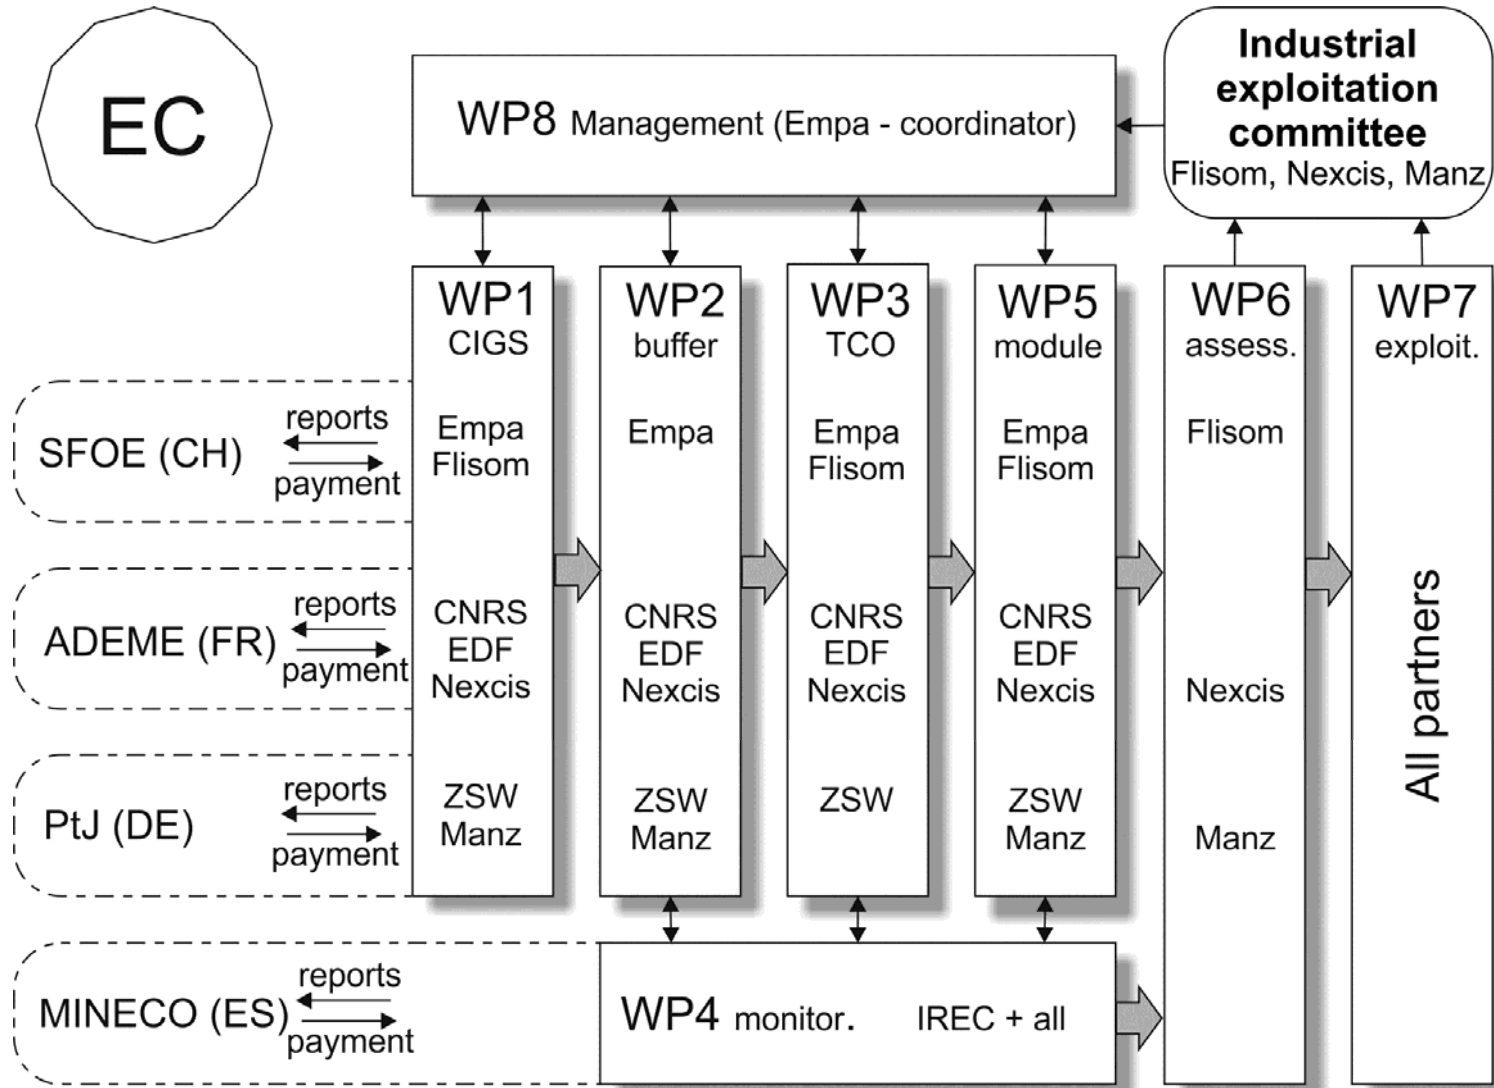 EC
WP8 Management (Empa - coordinator)
Industrial
exploitation
committee
Flisom, Nexcis, Manz
WP1
CIGS
Empa
Flisom
CNRS
EDF
Nexcis
ZSW
Manz
WP2
buffer
Empa
CNRS
EDF
Nexcis
ZSW
Manz
WP3
TCO
Empa
Flisom
CNRS
EDF
Nexcis
ZSW
WP5
module
Empa
Flisom
CNRS
EDF
Nexcis
ZSW
Manz
WP6
assess.
Flisom
Nexcis
Manz
WP7
exploit.
All partners
SFOE (CH)
reports
payment
ADEME (FR)
reports
payment
PtJ (DE)
reports
payment
MINECO (ES)
reports
payment
WP4 monitor. IREC + all